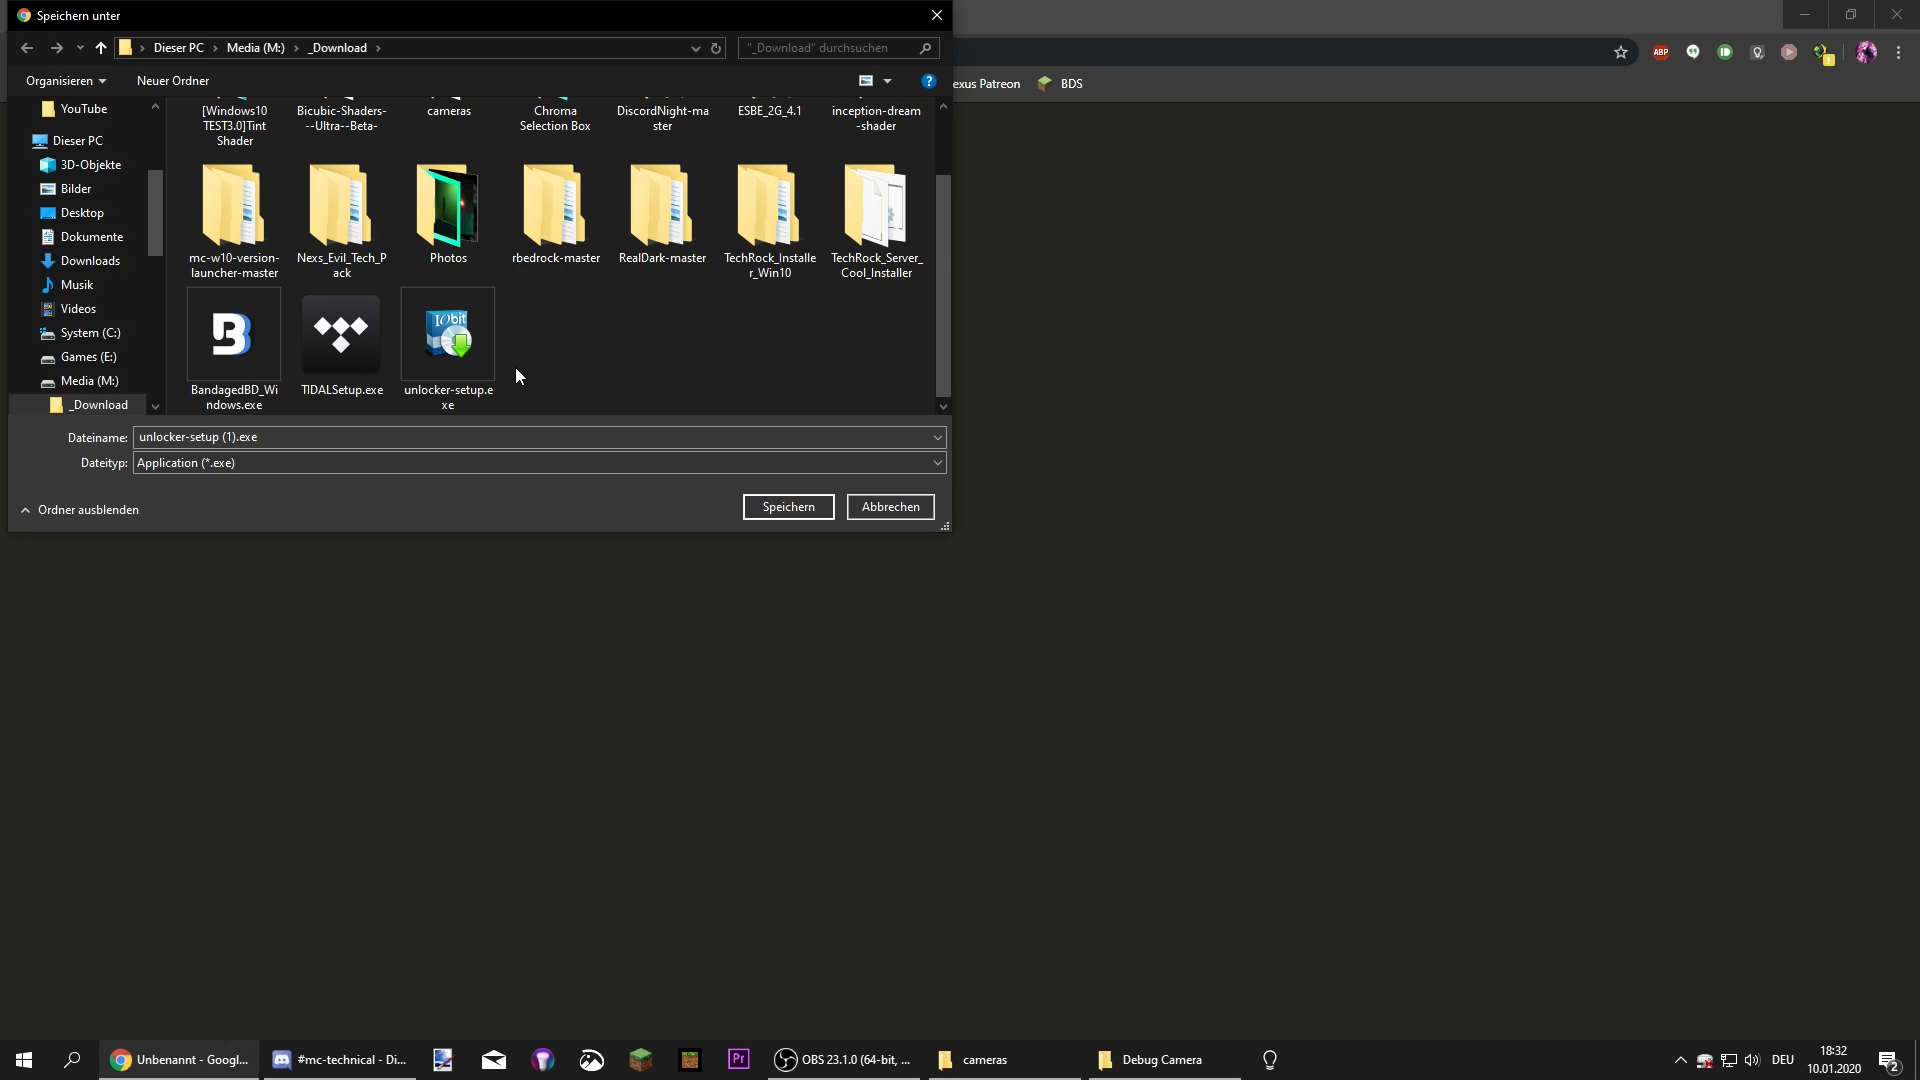 Speichern unter
Dieser PC > Media (M:) > _Download >
"_Download" durchsuchen
Organisieren
Neuer Ordner
exus Patreon
BDS
ABP
YouTube
Dieser PC
3D-Objekte
Bilder
Desktop
Dokumente
Downloads
Musik
Videos
System (C:)
Games (E:)
Media (M:)
_Download
[Windows10
TEST3.0]Tint
Shader
Bicubic-Shaders-
--Ultra--Beta-
cameras
Chroma
Selection Box
DiscordNight-ma
ster
ESBE_2G_4.1
inception-dream
-shader
mc-w10-version-
launcher-master
Nexs_Evil_Tech_P
ack
Photos
rbedrock-master
RealDark-master
TechRock_Installe
r_Win10
TechRock_Server_
Cool_Installer
BandagedBD_Wi
ndows.exe
TIDALSetup.exe
IObit
unlocker-setup.e
xe
Dateiname: unlocker-setup (1).exe
Dateityp: Application (*.exe)
Ordner ausblenden
Speichern
Abbrechen
Unbenannt - Googl...
#mc-technical - Di...
Pr
OBS 23.1.0 (64-bit, ...
cameras
Debug Camera
DEU
18:32
10.01.2020
2